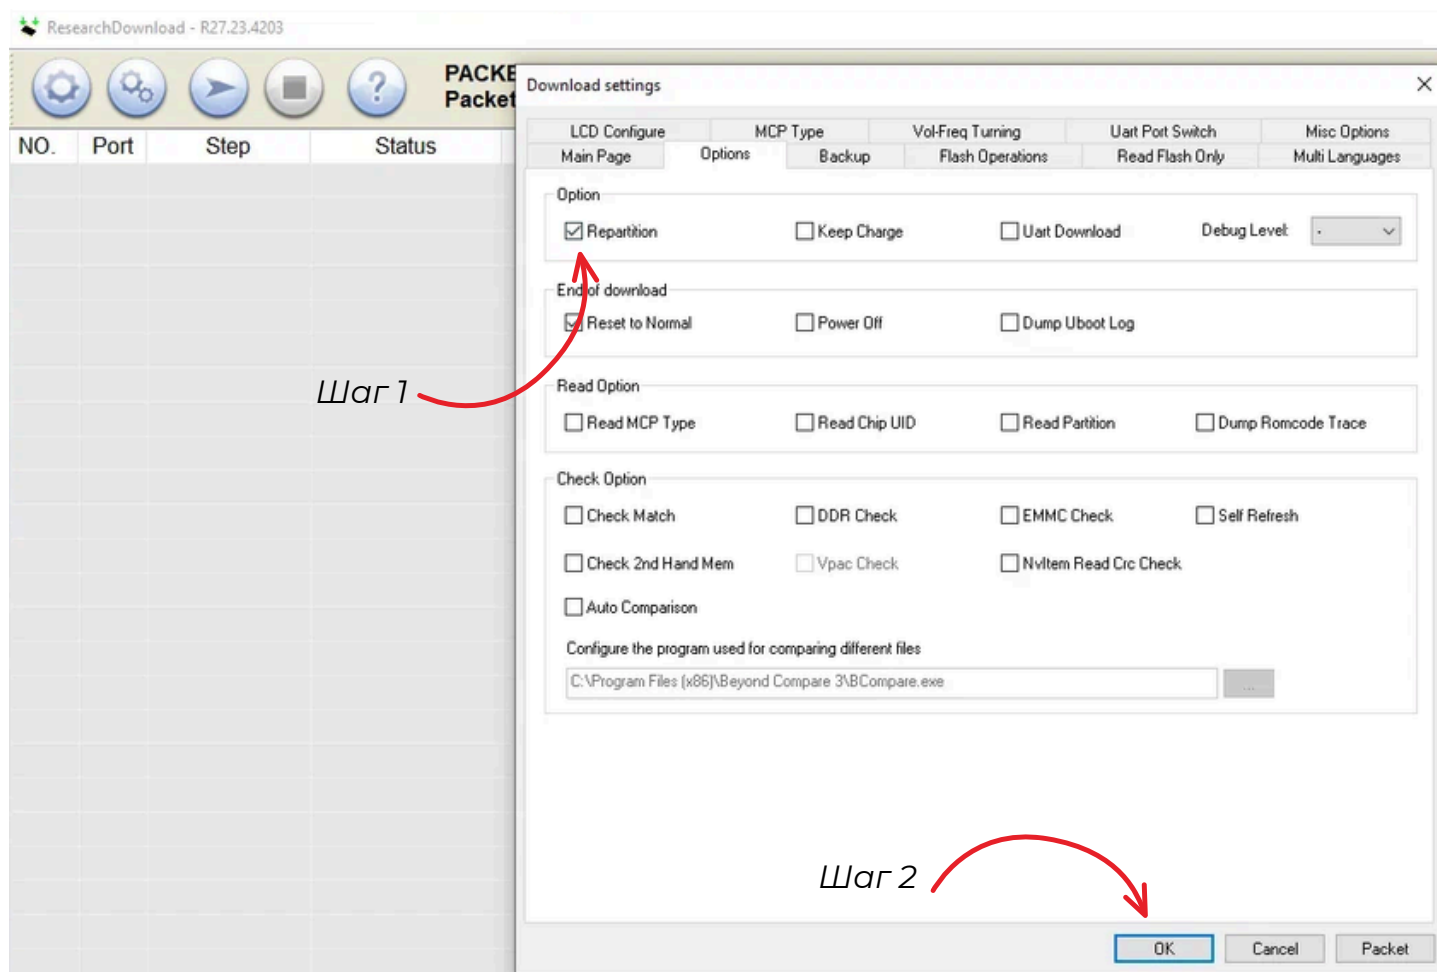 ResearchDownload - R27.23.4203
PACKE
Packet
NO. Port Step Status
Download settings
LCD Configure MCP Type Vol-Freq Turning Uart Port Switch Misc Options
Main Page Options Backup Flash Operations Read Flash Only Multi Languages
Option
Repartition Keep Charge Uart Download Debug Level:
End of download
Reset to Normal Power Off Dump Uboot Log
Шаг 1
Read Option
Read MCP Type Read Chip UID Read Partition Dump Romcode Trace
Check Option
Check Match DDR Check EMMC Check Self Refresh
Check 2nd Hand Mem Vpac Check NvItem Read Crc Check
Auto Comparison
Configure the program used for comparing different files
C:\Program Files (x86)\Beyond Compare 3\BCompare.exe
...
Шаг 2
OK Cancel Packet